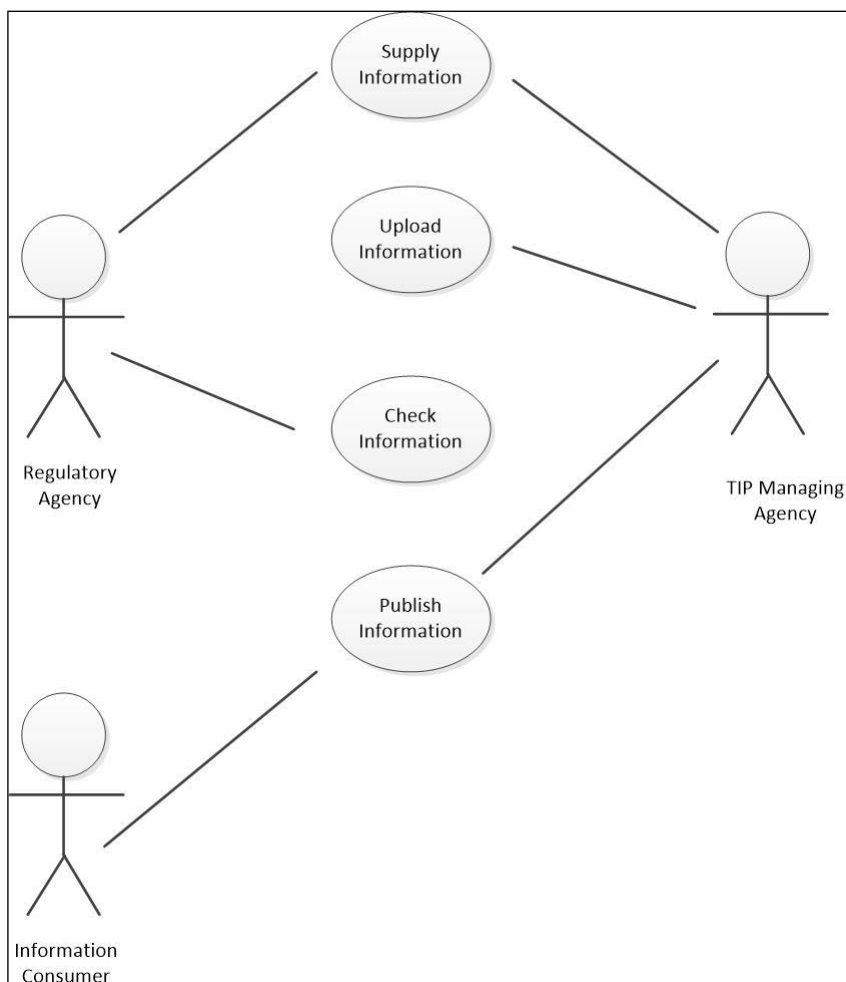 Supply
Information
Upload
Information
Check
Information
Regulatory
Agency
TIP Managing
Agency
Publish
Information
Information
Consumer